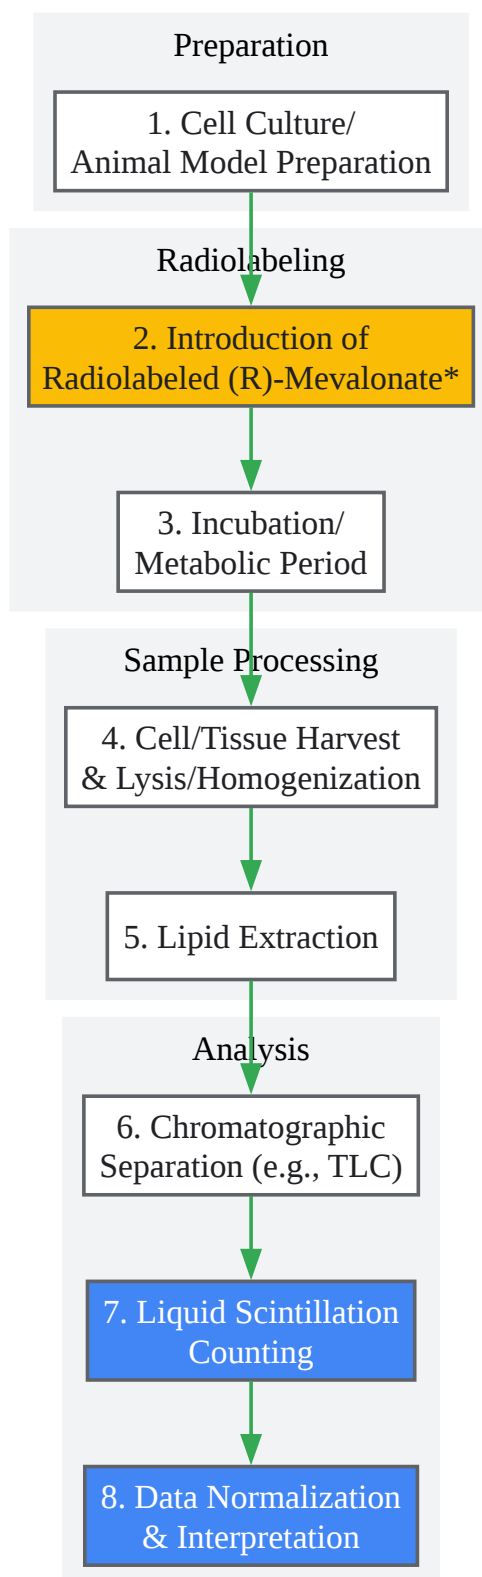 Preparation
1. Cell Culture/
Animal Model Preparation
Radiolabeling
2. Introduction of
Radiolabeled (R)-Mevalonate*
3. Incubation/
Metabolic Period
Sample Processing
4. Cell/Tissue Harvest
& Lysis/Homogenization
5. Lipid Extraction
Analysis
6. Chromatographic
Separation (e.g., TLC)
7. Liquid Scintillation
Counting
8. Data Normalization
& Interpretation